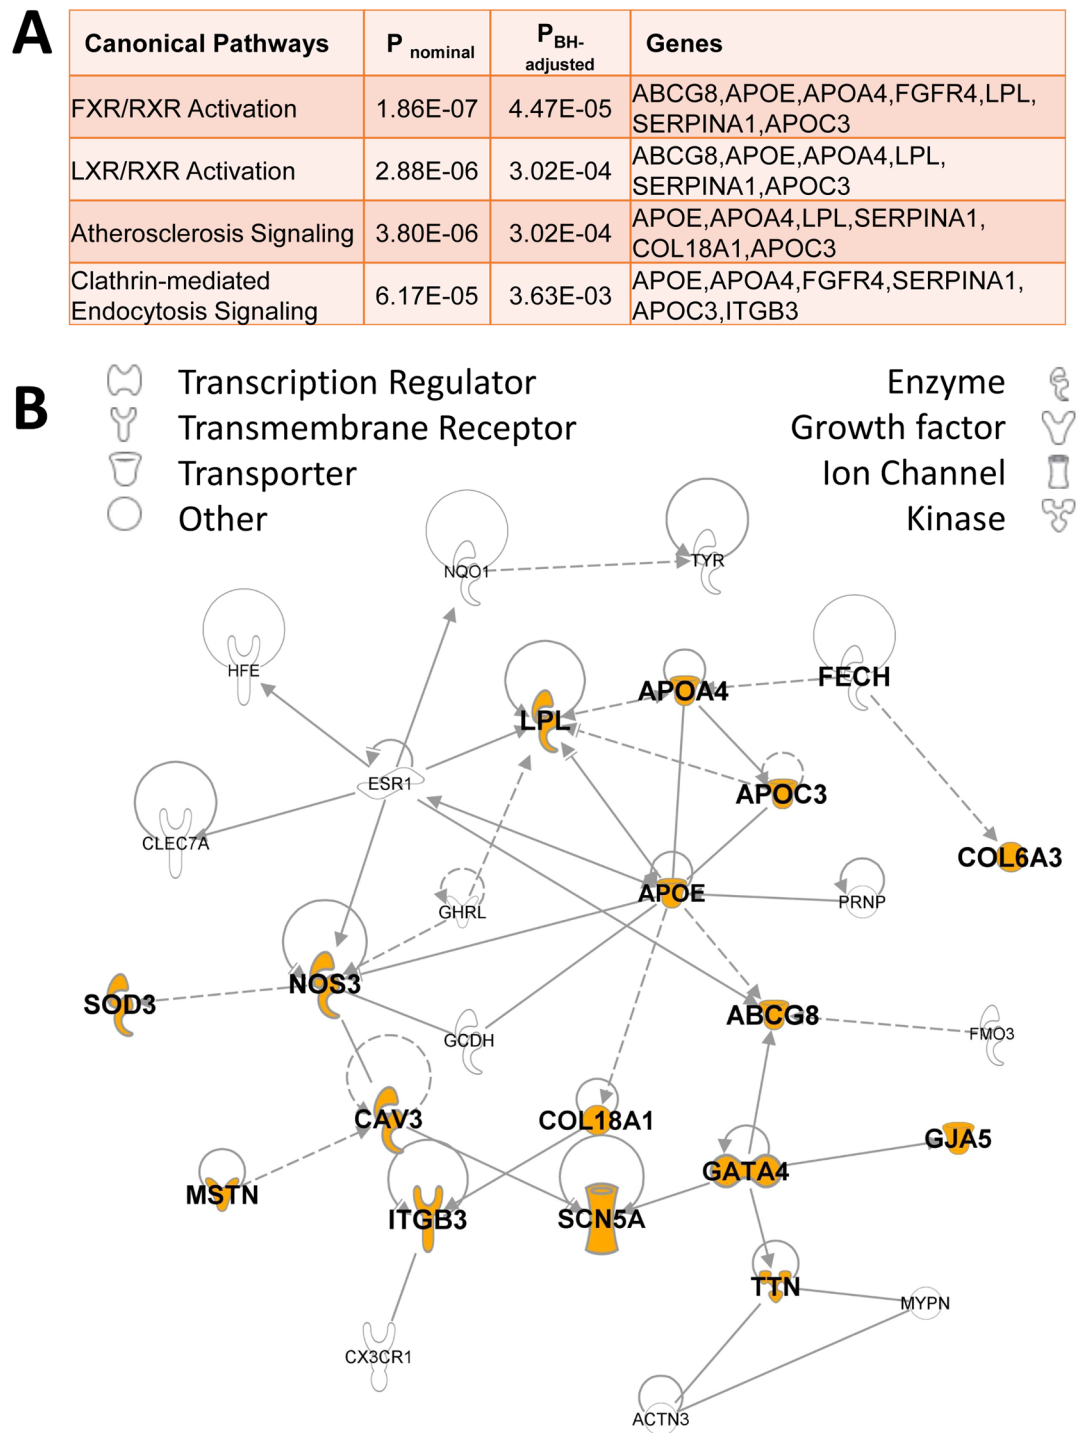 A
Canonical Pathways
P nominal
P BH-adjusted
Genes
FXR/RXR Activation
1.86E-07
4.47E-05
ABCG8,APOE,APOA4,FGFR4,LPL,
SERPINA1,APOC3
LXR/RXR Activation
2.88E-06
3.02E-04
ABCG8,APOE,APOA4,LPL,
SERPINA1,APOC3
Atherosclerosis Signaling
3.80E-06
3.02E-04
APOE,APOA4,LPL,SERPINA1,
COL18A1,APOC3
Clathrin-mediated
Endocytosis Signaling
6.17E-05
3.63E-03
APOE,APOA4,FGFR4,SERPINA1,
APOC3,ITGB3
B
Transcription Regulator
Transmembrane Receptor
Transporter
Other
Enzyme
Growth factor
Ion Channel
Kinase
NQO1
TYR
HFE
FECH
APOA4
LPL
ESR1
APOC3
CLEC7A
COL6A3
APOE
PRNP
GHRL
NOS3
SOD3
ABCG8
GCDH
FMO3
CAV3
COL18A1
GJA5
GATA4
MSTN
ITGB3
SCN5A
TTN
MYPN
CX3CR1
ACTN3